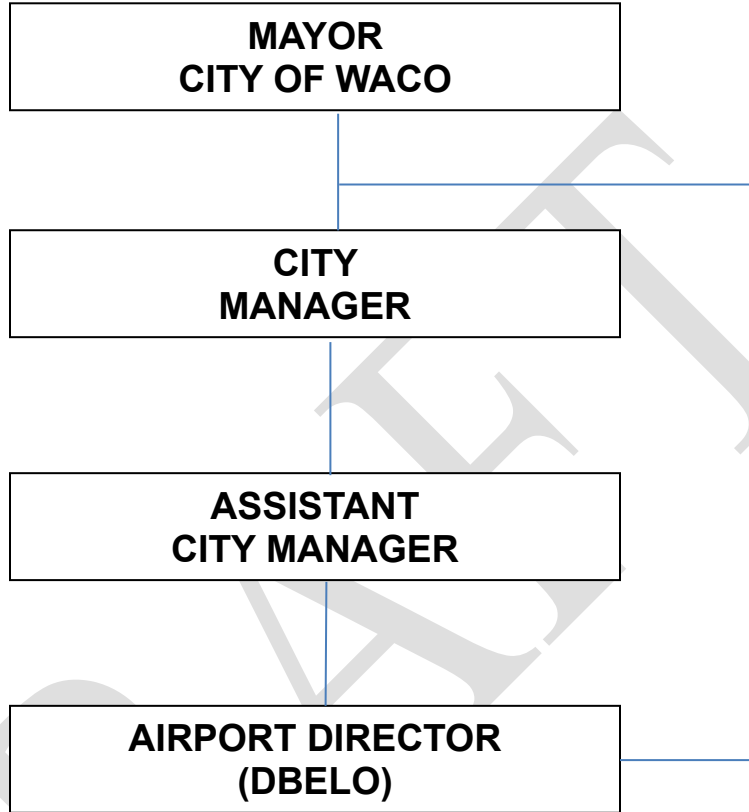 MAYOR
CITY OF WACO
CITY
MANAGER
ASSISTANT
CITY MANAGER
AIRPORT DIRECTOR
(DBELO)